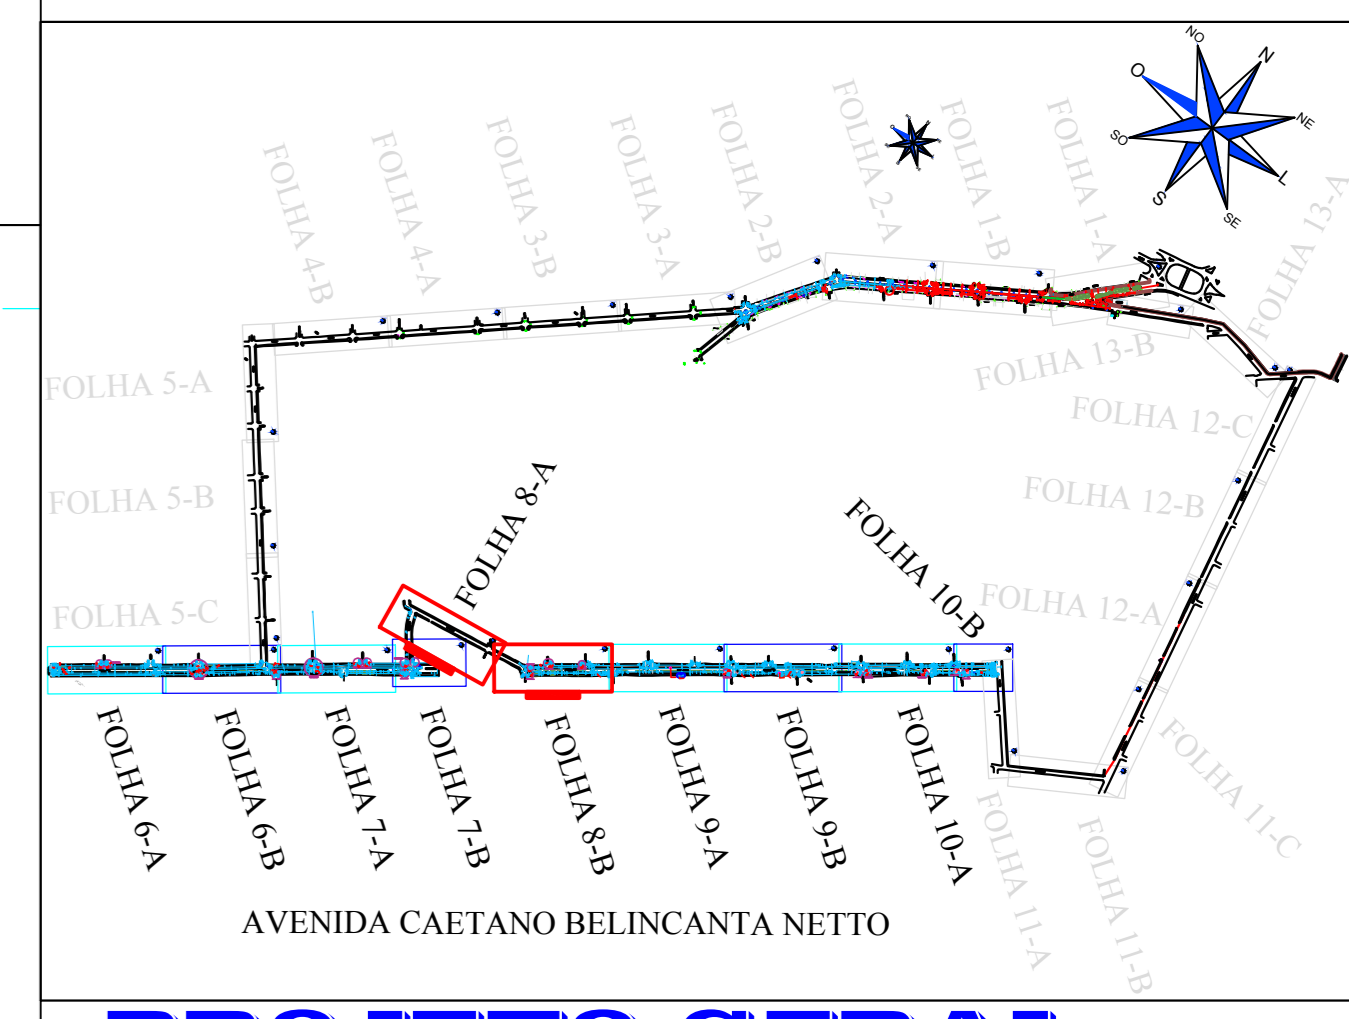 NO
N
O
NE
SO
L
S
SE
FOLHA 4-B
FOLHA 4-A
FOLHA 3-B
FOLHA 3-A
FOLHA 2-B
FOLHA 2-A
FOLHA 1-B
FOLHA 1-A
FOLHA 13-A
FOLHA 13-B
FOLHA 5-A
FOLHA 12-C
FOLHA 5-B
FOLHA 8-A
FOLHA 12-B
FOLHA 10-B
FOLHA 5-C
FOLHA 12-A
FOLHA 6-A
FOLHA 6-B
FOLHA 7-A
FOLHA 7-B
FOLHA 8-B
FOLHA 9-A
FOLHA 9-B
FOLHA 10-A
FOLHA 11-A
FOLHA 11-B
FOLHA 11-C
AVENIDA CAETANO BELINCANTA NETTO